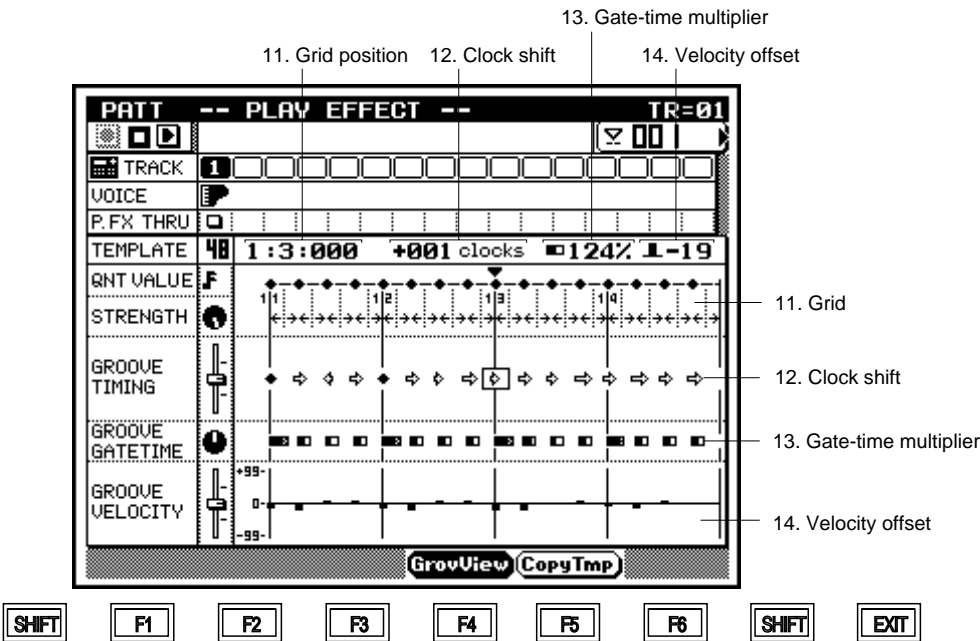 13. Gate-time multiplier
11. Grid position 12. Clock shift 14. Velocity offset
PATT -- PLAY EFFECT -- TR=01
TRACK 1
VOICE
P.FX THRU
TEMPLATE 48 1:3:000 +001 clocks 124% -19
QNT VALUE
1 1 1 2 1 3 1 4
11. Grid
STRENGTH
GROOVE TIMING
12. Clock shift
GROOVE GATETIME
13. Gate-time multiplier
+99-
GROOVE VELOCITY
0-
-99-
14. Velocity offset
GrovView CopyTmp
SHIFT F1 F2 F3 F4 F5 F6 SHIFT EXIT